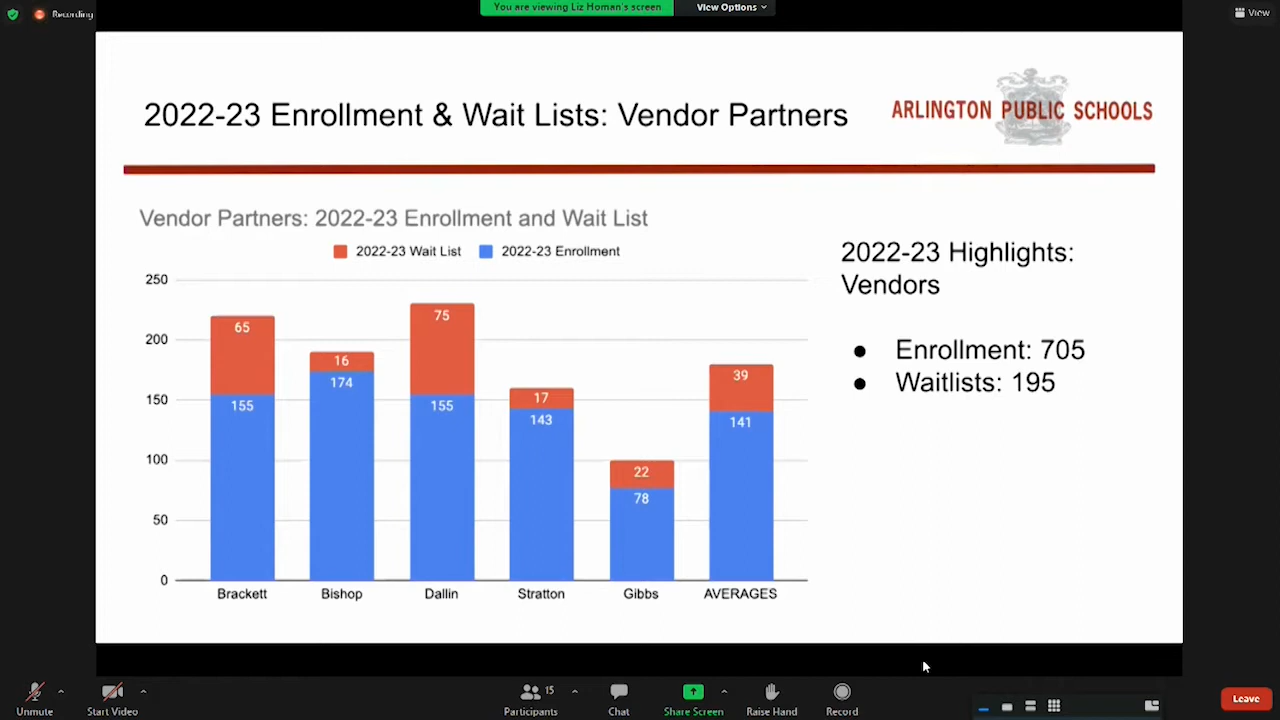 Recording
You are viewing Liz Homan's screen
View Options
View
2022-23 Enrollment & Wait Lists: Vendor Partners
ARLINGTON PUBLIC SCHOOLS
Vendor Partners: 2022-23 Enrollment and Wait List
2022-23 Wait List
2022-23 Enrollment
250
200
150
100
50
0
65
155
16
174
75
155
17
143
22
78
39
141
Brackett
Bishop
Dallin
Stratton
Gibbs
AVERAGES
2022-23 Highlights:
Vendors
● Enrollment: 705
● Waitlists: 195
Unmute
Start Video
Participants
15
Chat
Share Screen
Raise Hand
Record
Leave